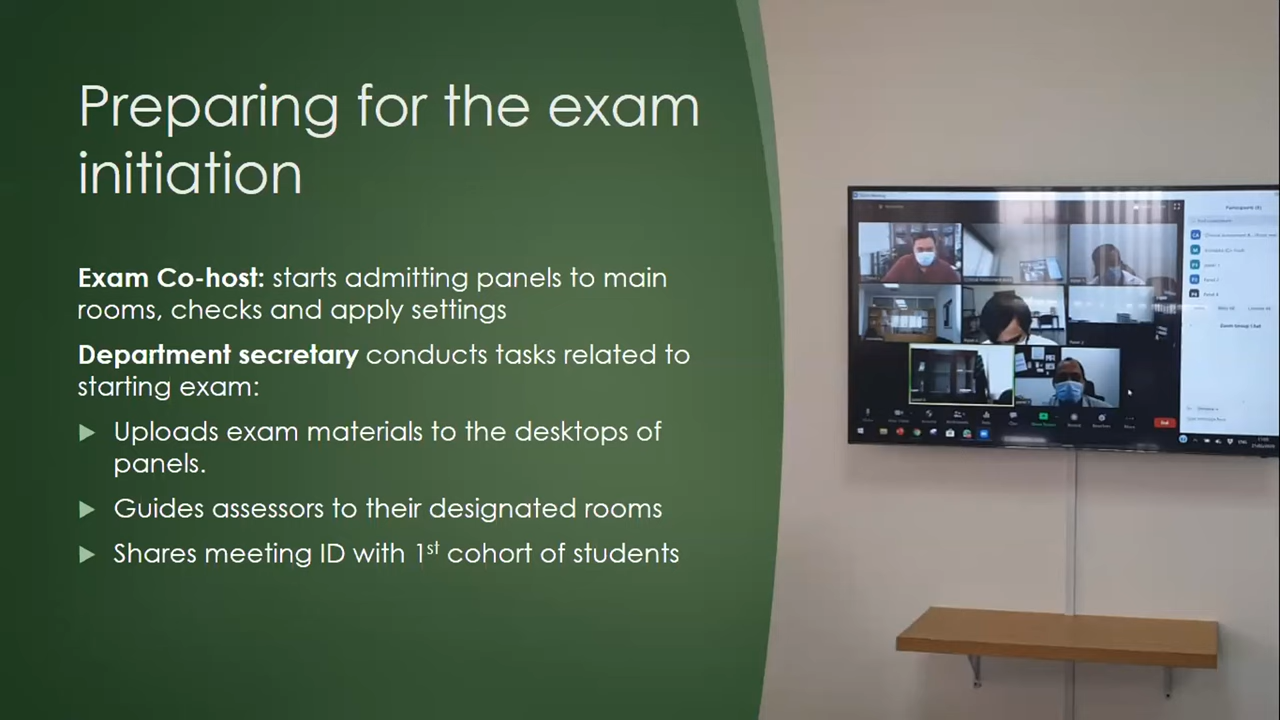 Preparing for the exam
initiation
Exam Co-host: starts admitting panels to main
rooms, checks and apply settings
Department secretary conducts tasks related to
starting exam:
Uploads exam materials to the desktops of
panels.
Guides assessors to their designated rooms
Shares meeting ID with 1st cohort of students